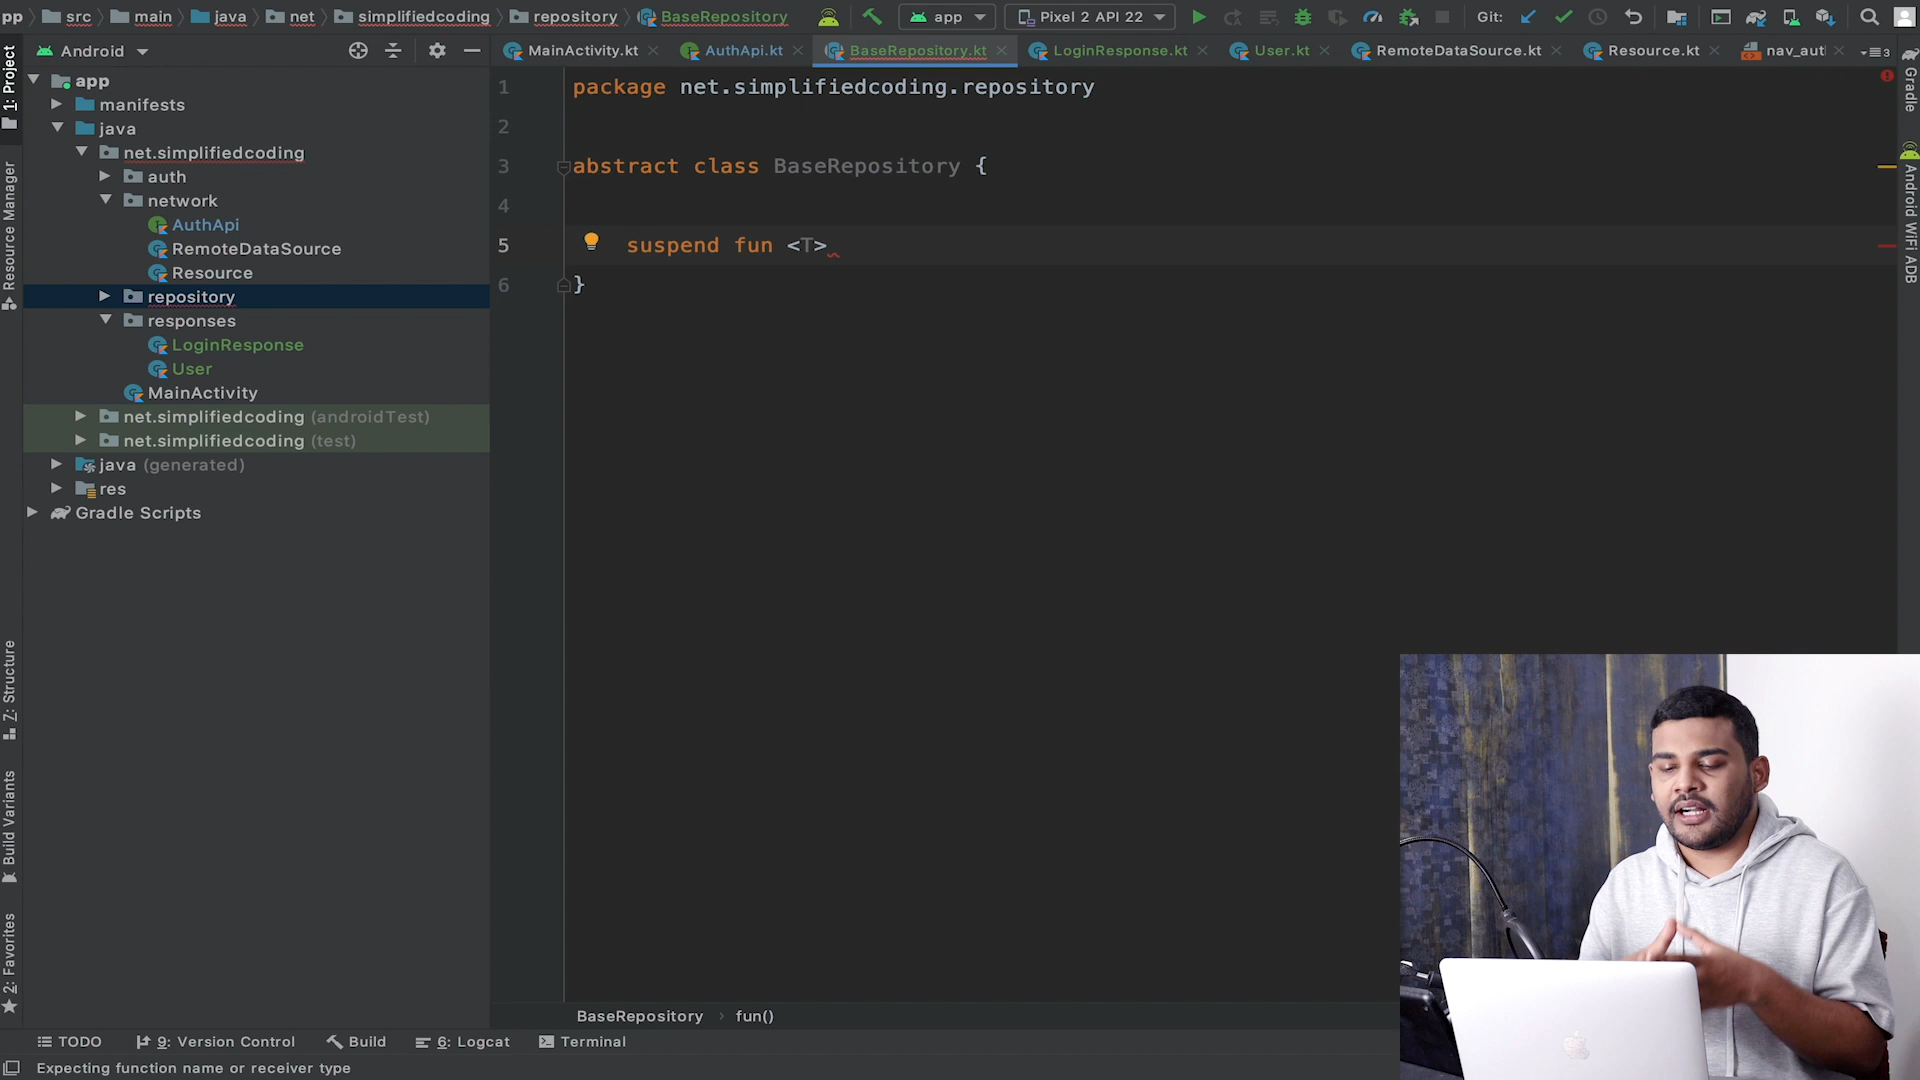 pp src main java net simplifiedcoding repository BaseRepository app Pixel 2 API 22 Git:
Android
MainActivity.kt AuthApi.kt BaseRepository.kt LoginResponse.kt User.kt RemoteDataSource.kt Resource.kt nav_aut 3
1: Project
Resource Manager
Z: Structure
Build Variants
2: Favorites
app
manifests
java
net.simplifiedcoding
auth
network
AuthApi
RemoteDataSource
Resource
repository
responses
LoginResponse
User
MainActivity
net.simplifiedcoding (androidTest)
net.simplifiedcoding (test)
java (generated)
res
Gradle Scripts
1 package net.simplifiedcoding.repository
2
3 abstract class BaseRepository {
4
5 suspend fun <T>
6 }
Gradle
Android WiFi ADB
BaseRepository › fun()
TODO 9: Version Control Build 6: Logcat Terminal
Expecting function name or receiver type